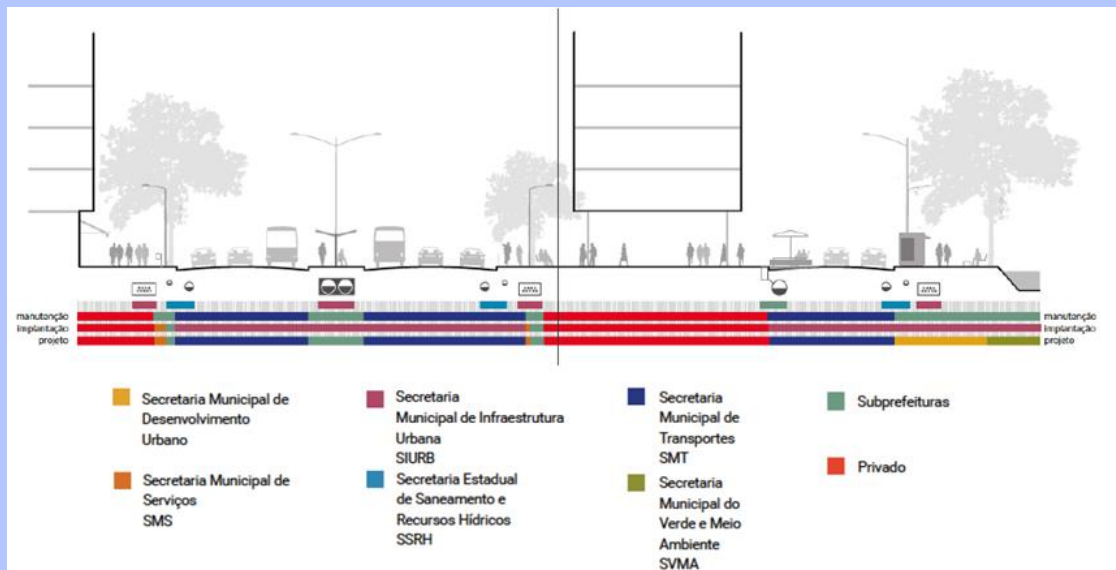 manutenção
implantação
projeto
manutenção
implantação
projeto
Secretaria Municipal de
Desenvolvimento
Urbano
Secretaria
Municipal de Infraestrutura
Urbana
SIURB
Secretaria
Municipal de
Transportes
SMT
Subprefeituras
Secretaria Municipal de
Serviços
SMS
Secretaria Estadual
de Saneamento e
Recursos Hídricos
SSRH
Secretaria
Municipal do
Verde e Meio
Ambiente
SVMA
Privado